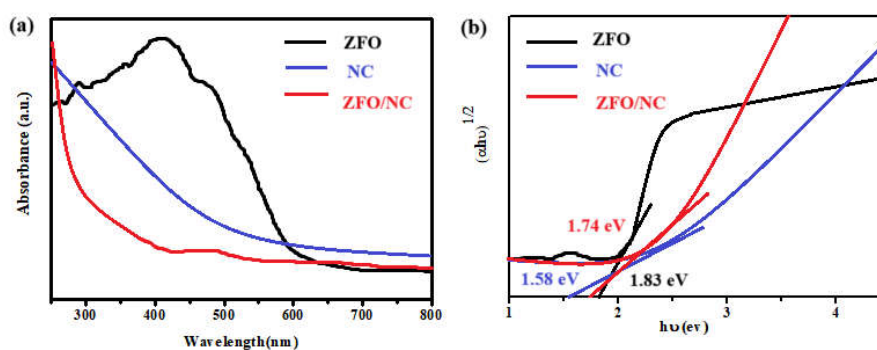 (a)
ZFO
NC
ZFO/NC
Absorbance (a.u.)
300 400 500 600 700 800
Wavelength(nm)
(b)
ZFO
NC
ZFO/NC
(αhυ)^1/2
1.74 eV
1.58 eV
1.83 eV
1 2 3 4
hυ(ev)